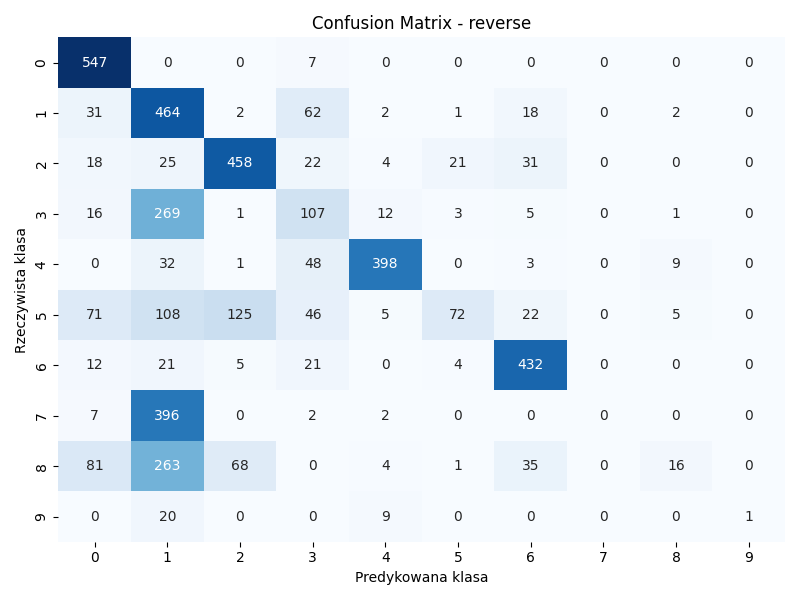 Confusion Matrix - reverse
Rzeczywista klasa
0 547 0 0 7 0 0 0 0 0 0
1 31 464 2 62 2 1 18 0 2 0
2 18 25 458 22 4 21 31 0 0 0
3 16 269 1 107 12 3 5 0 1 0
4 0 32 1 48 398 0 3 0 9 0
5 71 108 125 46 5 72 22 0 5 0
6 12 21 5 21 0 4 432 0 0 0
7 7 396 0 2 2 0 0 0 0 0
8 81 263 68 0 4 1 35 0 16 0
9 0 20 0 0 9 0 0 0 0 1
0 1 2 3 4 5 6 7 8 9
Predykowana klasa